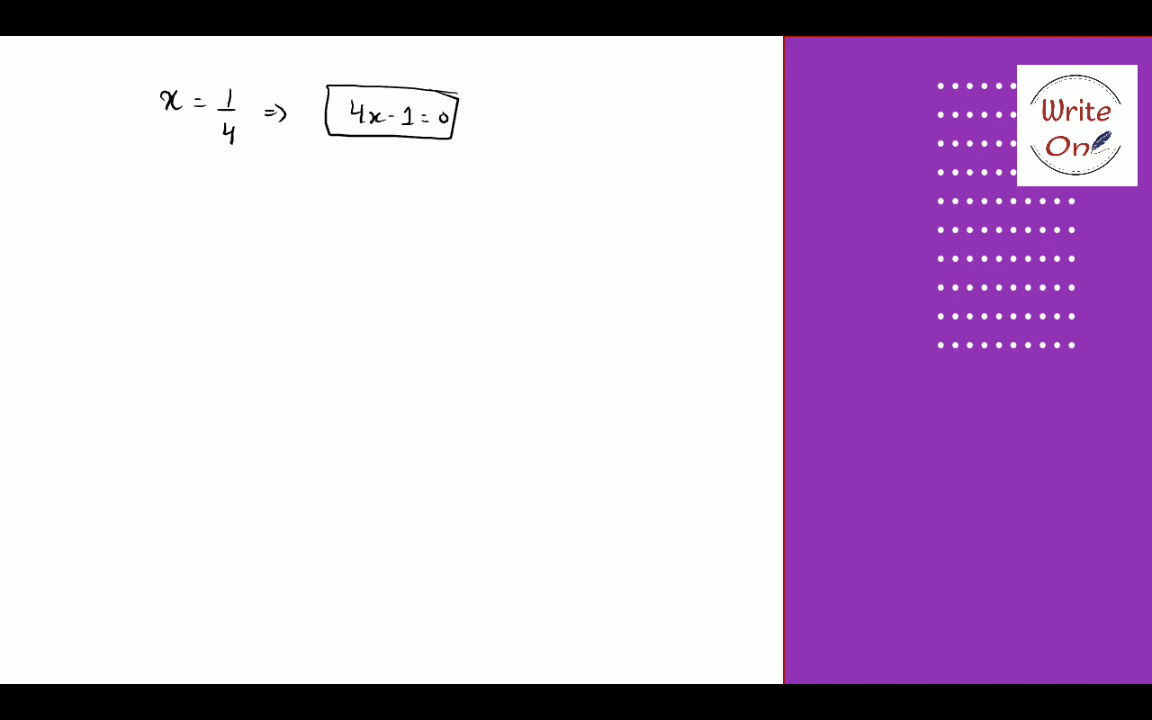 x = 1/4 ⇒ 4x - 1 = 0
Write
On